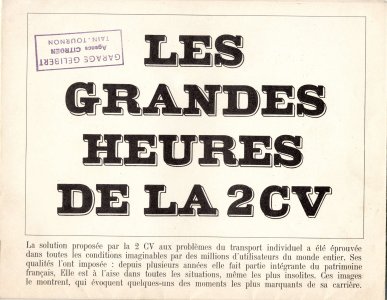 GARAGE GÉLIBERT
Agence CITROËN
TAIN-TOURNON
LES
GRANDES
HEURES
DE LA 2CV
La solution proposée par la 2 CV aux problèmes du transport individuel a été éprouvée
dans toutes les conditions imaginables par des millions d'utilisateurs du monde entier. Ses
qualités l'ont imposée : depuis plusieurs années elle fait partie intégrante du patrimoine
français, Elle est à l'aise dans toutes les situations, même les plus insolites. Ces images
le montrent, qui évoquent quelques-uns des moments les plus marquants de sa carrière.